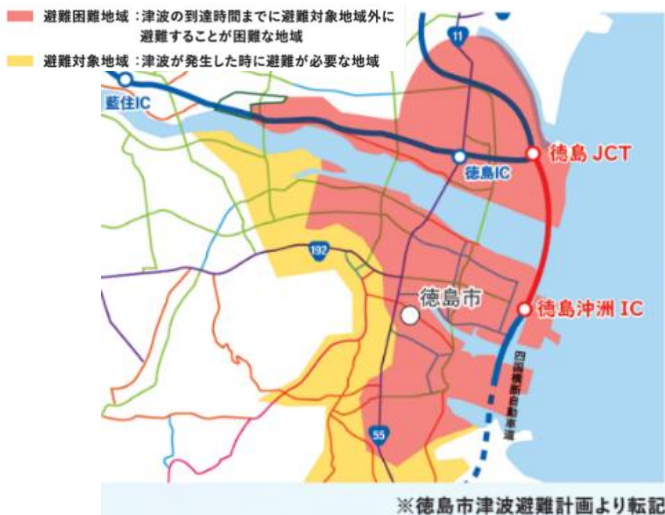 避難困難地域：津波の到達時間までに避難対象地域外に
避難することが困難な地域
避難対象地域：津波が発生した時に避難が必要な地域
11
藍住IC
徳島IC
徳島JCT
192
徳島市
徳島沖洲IC
四国横断自動車道
55
※徳島市津波避難計画より転記